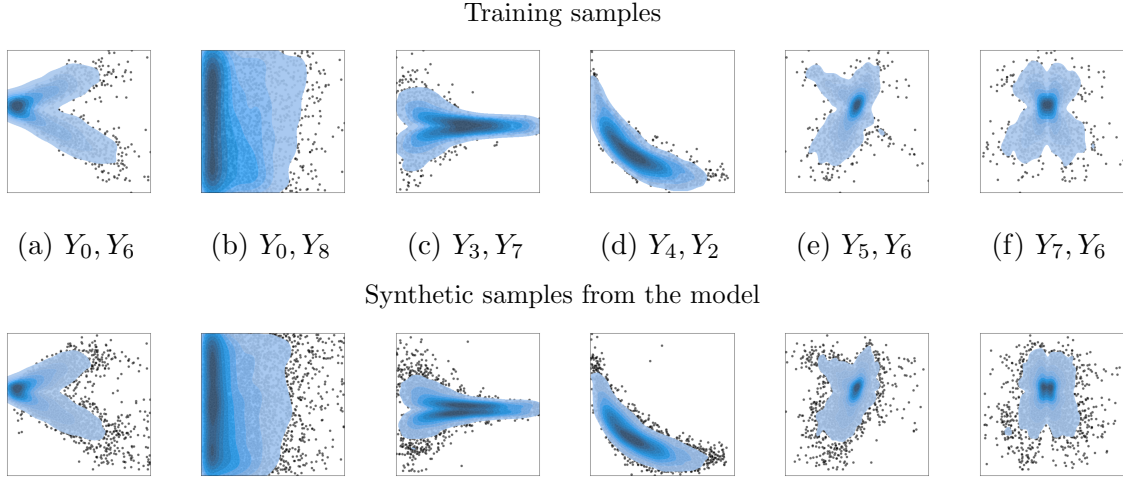 Training samples
(a) Y₀, Y₆ (b) Y₀, Y₈ (c) Y₃, Y₇ (d) Y₄, Y₂ (e) Y₅, Y₆ (f) Y₇, Y₆
Synthetic samples from the model